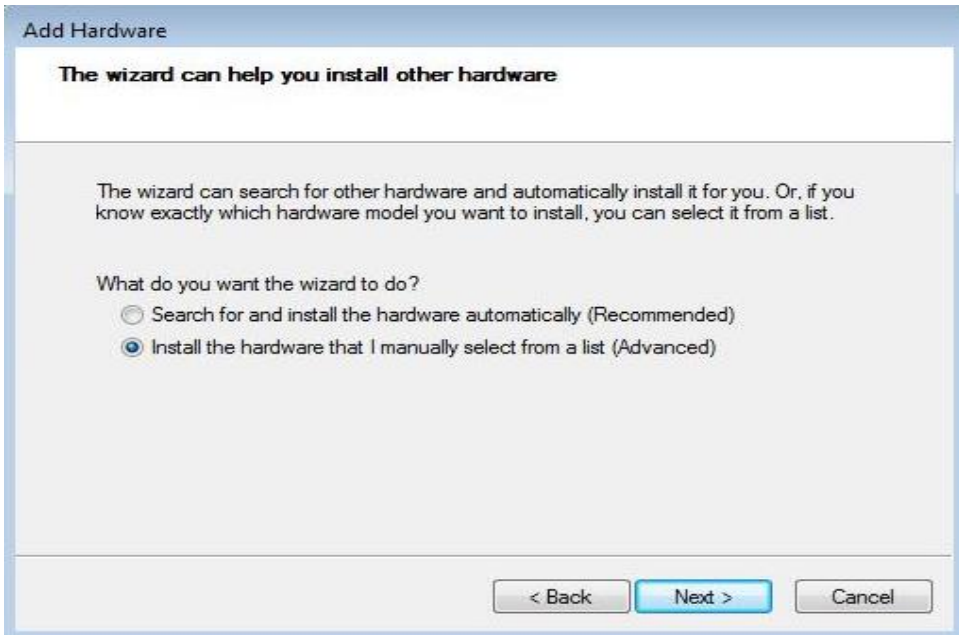 Add Hardware
The wizard can help you install other hardware
The wizard can search for other hardware and automatically install it for you. Or, if you
know exactly which hardware model you want to install, you can select it from a list.
What do you want the wizard to do?
Search for and install the hardware automatically (Recommended)
Install the hardware that I manually select from a list (Advanced)
< Back Next > Cancel